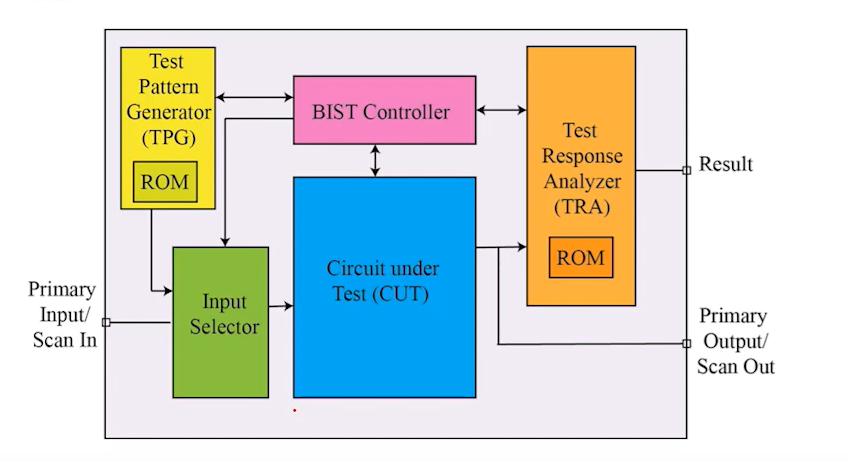 Test
Pattern
Generator
(TPG)
ROM
BIST Controller
Test
Response
Analyzer
(TRA)
ROM
Result
Circuit under
Test (CUT)
Input
Selector
Primary
Input/
Scan In
Primary
Output/
Scan Out